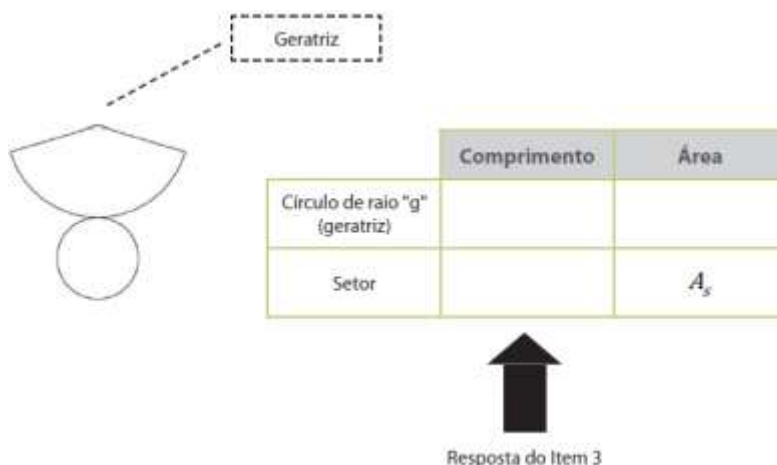 Geratriz
Comprimento Área
Círculo de raio "g"
(geratriz)
Setor A_s
Resposta do Item 3